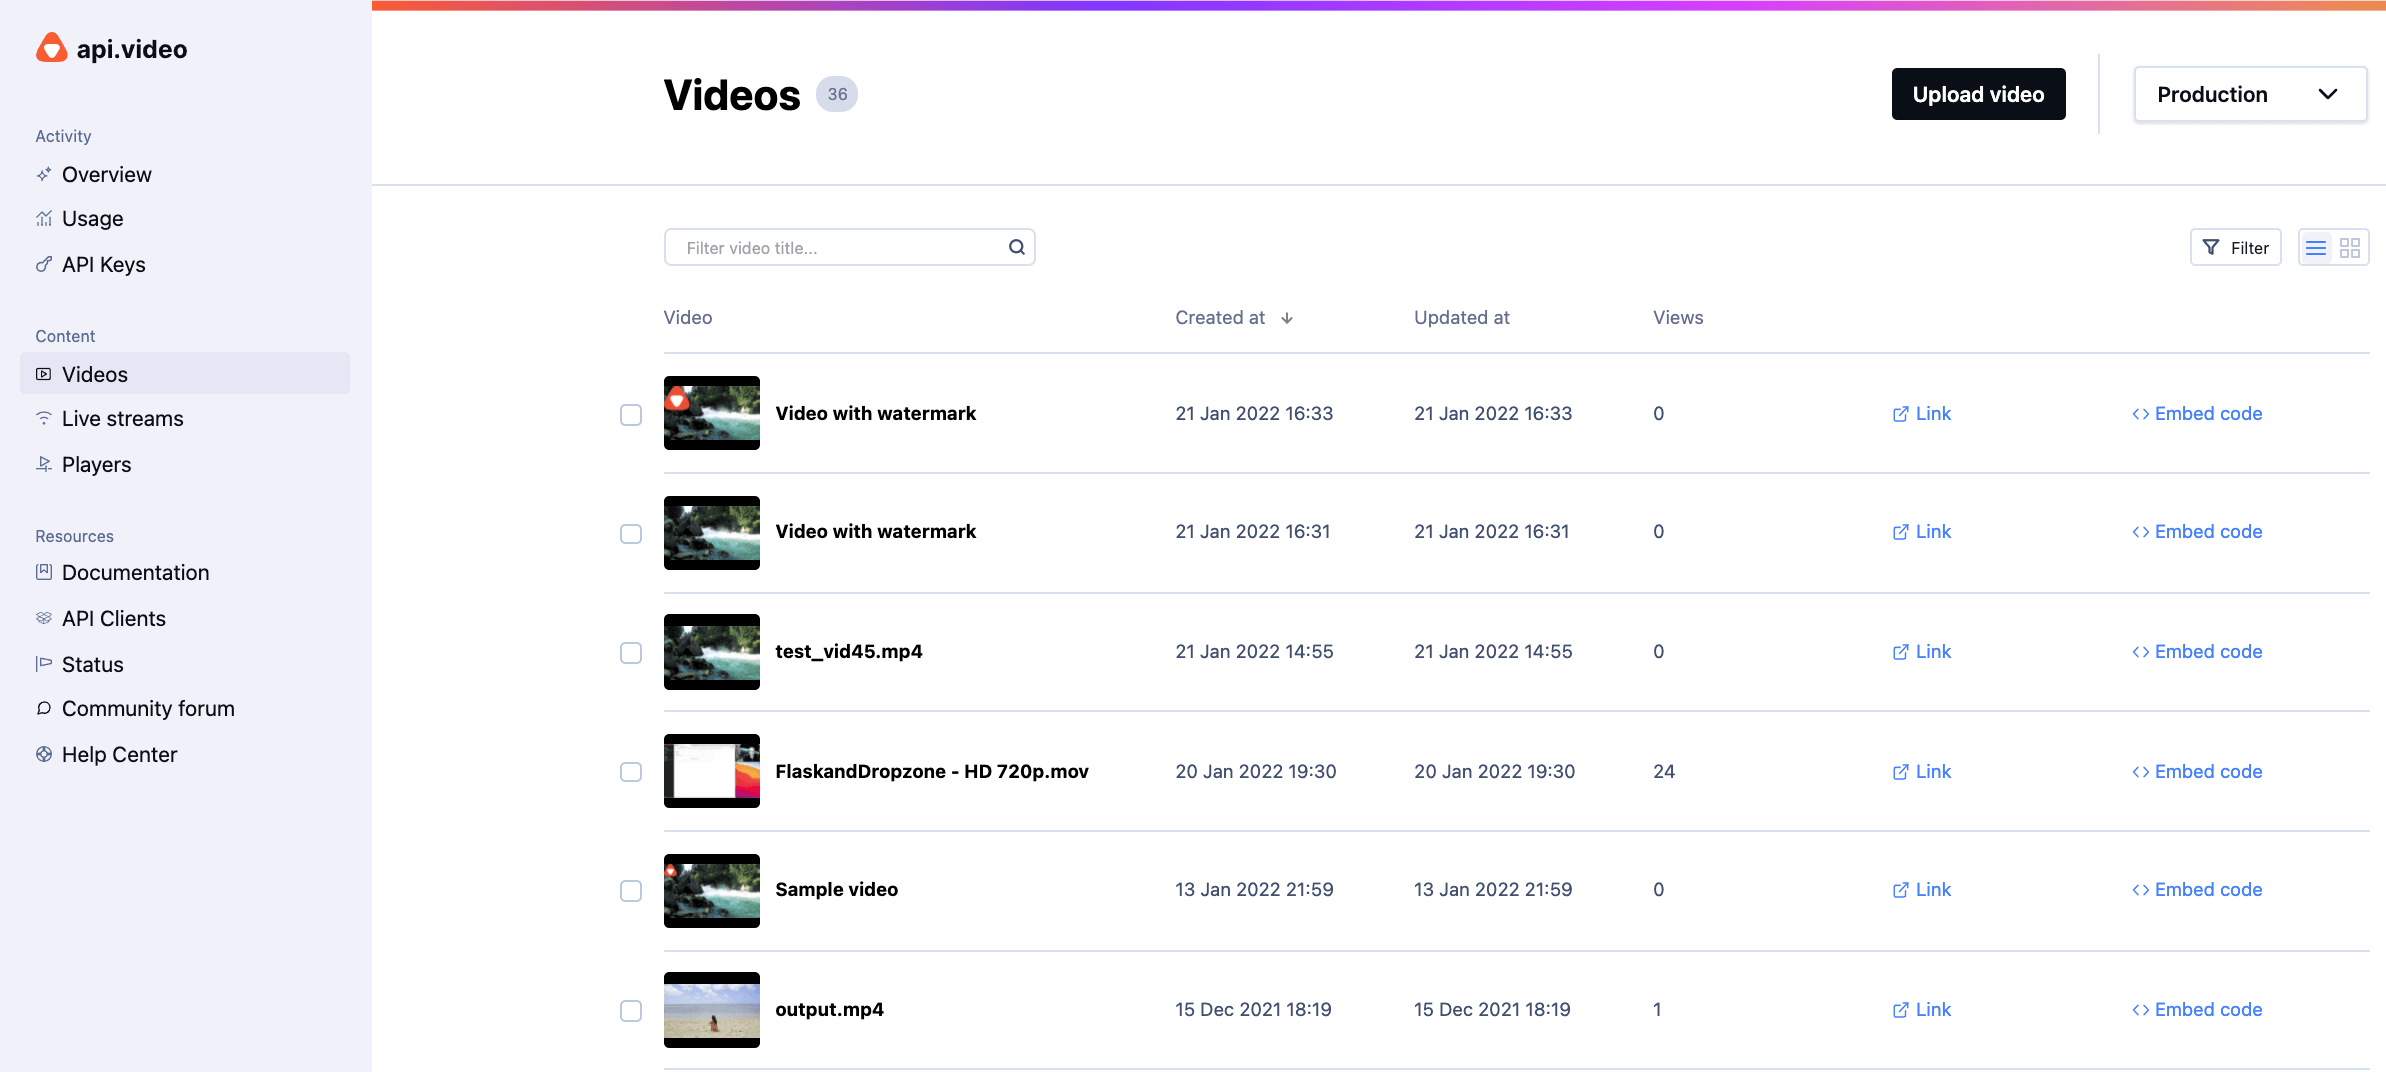 api.video
Activity
Overview
Usage
API Keys
Content
Videos
Live streams
Players
Resources
Documentation
API Clients
Status
Community forum
Help Center
Videos 36
Upload video
Production
Filter video title...
Filter
Video Created at Updated at Views
Video with watermark 21 Jan 2022 16:33 21 Jan 2022 16:33 0 Link Embed code
Video with watermark 21 Jan 2022 16:31 21 Jan 2022 16:31 0 Link Embed code
test_vid45.mp4 21 Jan 2022 14:55 21 Jan 2022 14:55 0 Link Embed code
FlaskandDropzone - HD 720p.mov 20 Jan 2022 19:30 20 Jan 2022 19:30 24 Link Embed code
Sample video 13 Jan 2022 21:59 13 Jan 2022 21:59 0 Link Embed code
output.mp4 15 Dec 2021 18:19 15 Dec 2021 18:19 1 Link Embed code